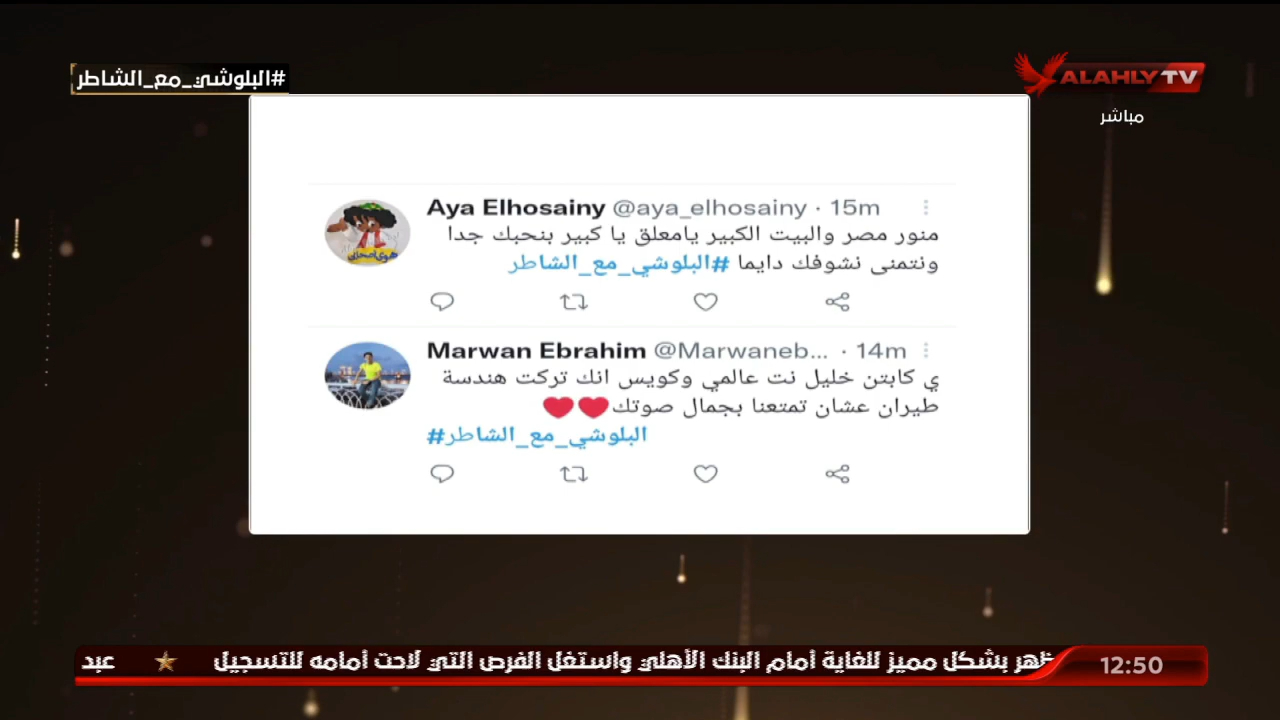 #البلوشي_مع_الشاطر
ALAHLY TV
مباشر
Aya Elhosainy @aya_elhosainy · 15m
منور مصر والبيت الكبير يامعلق يا كبير بنحبك جدا
ونتمنى نشوفك دايما #البلوشي_مع_الشاطر
Marwan Ebrahim @Marwaneb... · 14m
ي كابتن خليل نت عالمي وكويس انك تركت هندسة
طيران عشان تمتعنا بجمال صوتك❤❤
#البلوشي_مع_الشاطر
ظهر بشكل مميز للغاية أمام البنك الأهلي واستغل الفرص التي لاحت أمامه للتسجيل ★ عبد
12:50